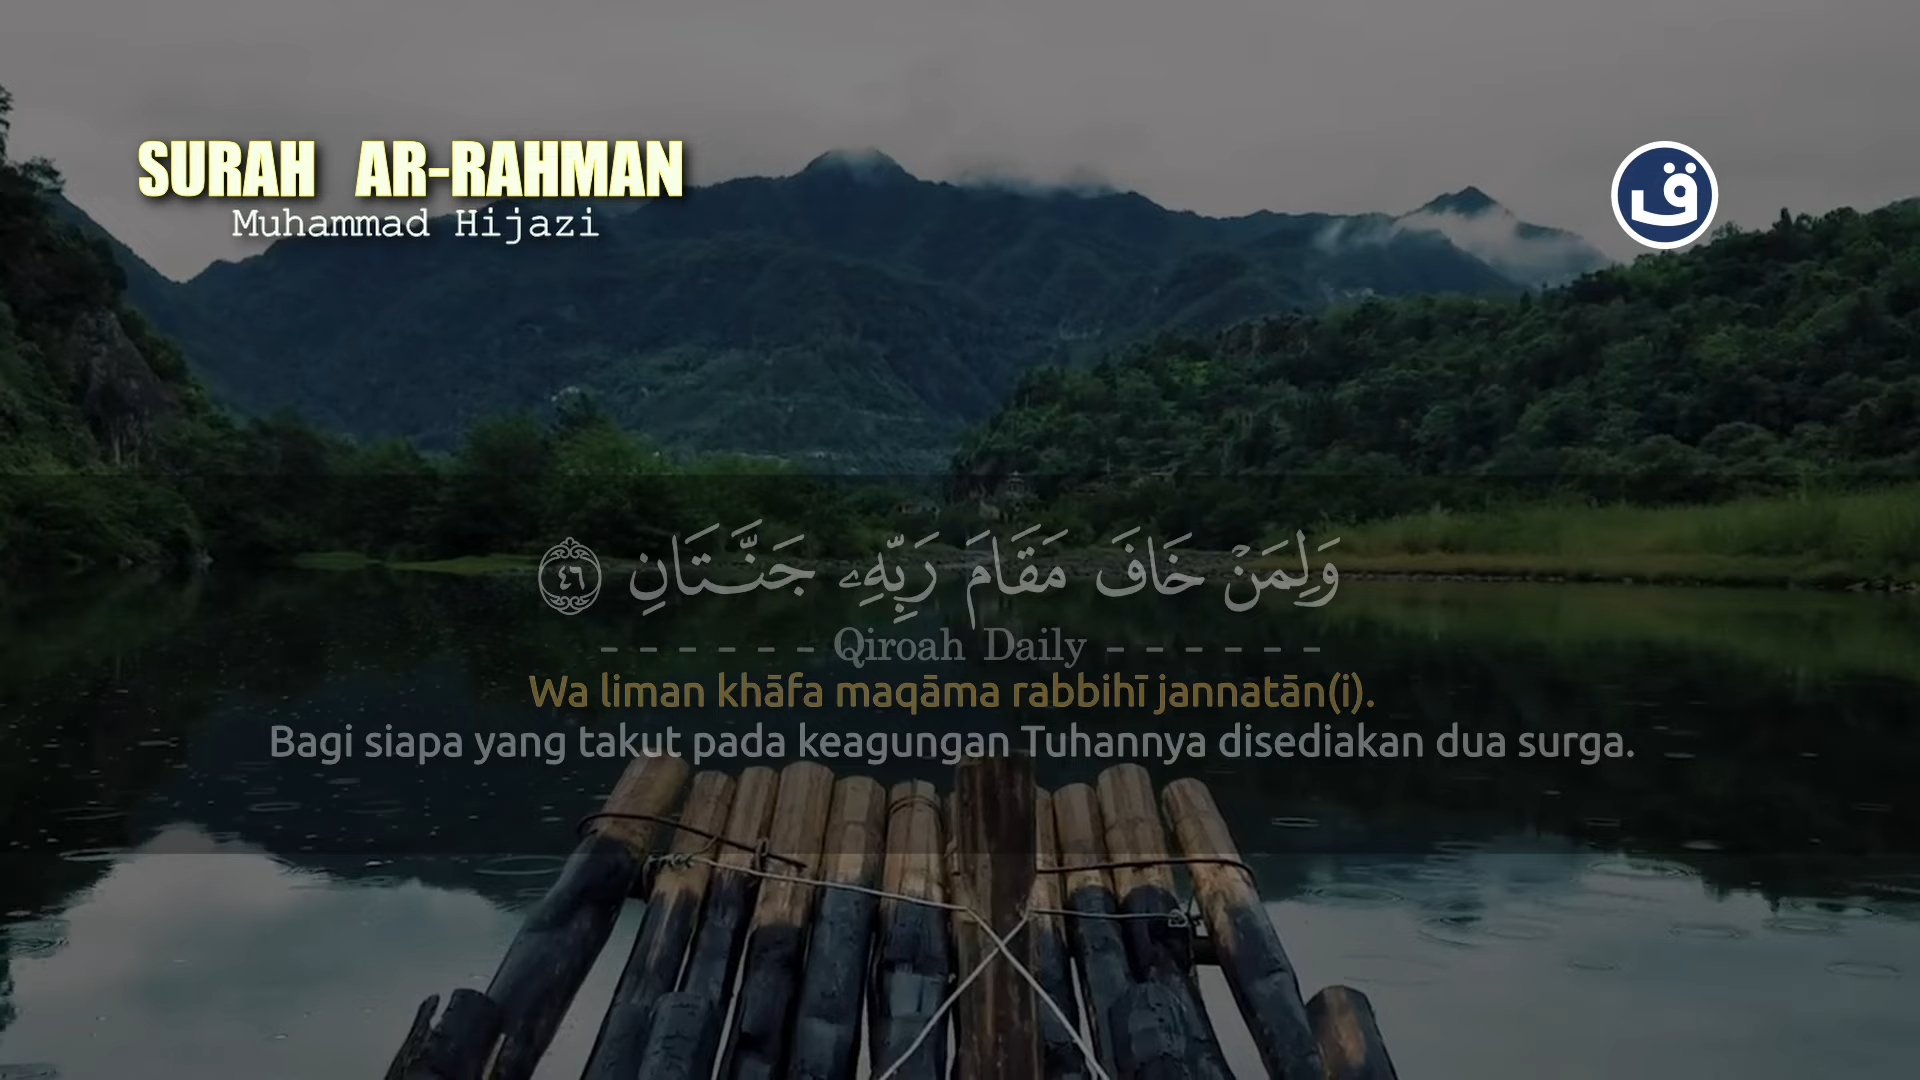 SURAH AR-RAHMAN
Muhammad Hijazi
ق
وَلِمَنْ خَافَ مَقَامَ رَبِّهٖ جَنَّتَانِ ٤٦
- - - - - - Qiroah Daily - - - - - -
Wa liman khāfa maqāma rabbihī jannatān(i).
Bagi siapa yang takut pada keagungan Tuhannya disediakan dua surga.